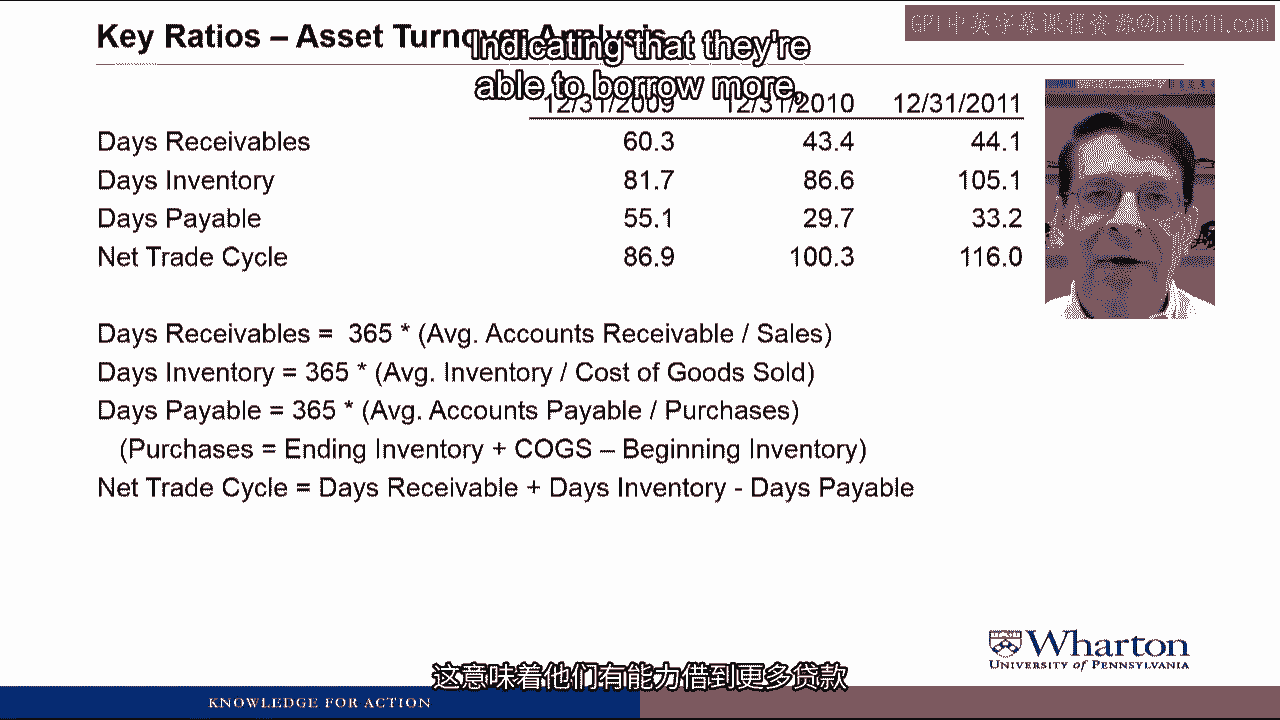 GPT中英字幕课程资源@bilibili.com
Key Ratios – Asset Turnover Analysis
Indicating that they're
able to borrow more,
12/31/2009 12/31/2010 12/31/2011
Days Receivables 60.3 43.4 44.1
Days Inventory 81.7 86.6 105.1
Days Payable 55.1 29.7 33.2
Net Trade Cycle 86.9 100.3 116.0
Days Receivables = 365 * (Avg. Accounts Receivable / Sales)
Days Inventory = 365 * (Avg. Inventory / Cost of Goods Sold)
Days Payable = 365 * (Avg. Accounts Payable / Purchases)
(Purchases = Ending Inventory + COGS – Beginning Inventory)
Net Trade Cycle = Days Receivable + Days Inventory - Days Payable
Wharton
UNIVERSITY of PENNSYLVANIA
这意味着他们有能力借到更多贷款
KNOWLEDGE FOR ACTION